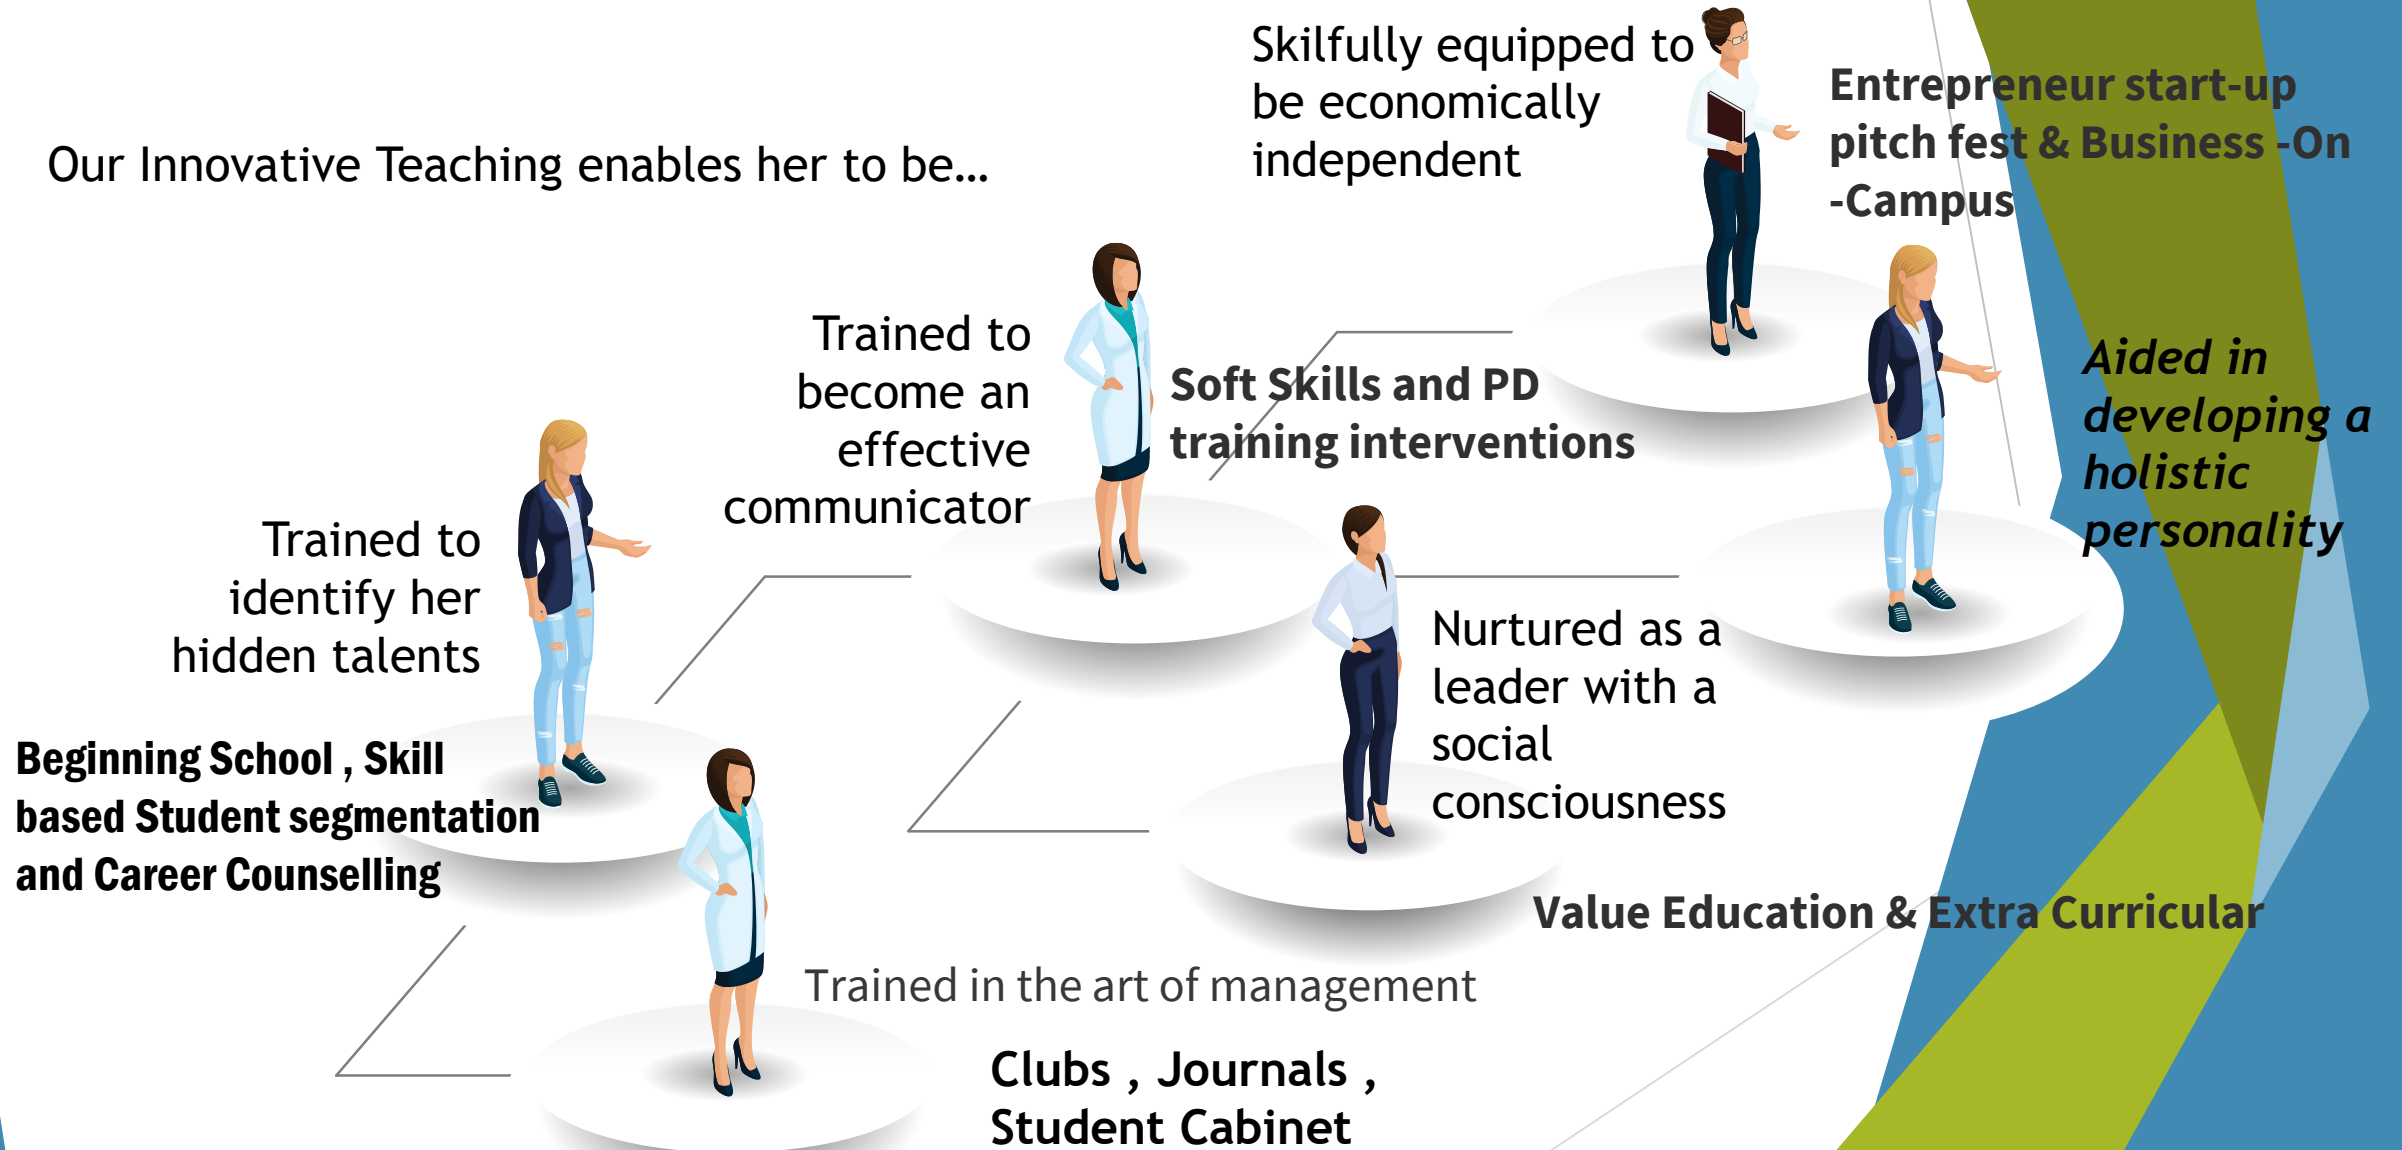 Our Innovative Teaching enables her to be…
Skilfully equipped to
be economically
independent
Entrepreneur start-up
pitch fest & Business -On
-Campus
Trained to
become an
effective
communicator
Soft Skills and PD
training interventions
Aided in
developing a
holistic
personality
Trained to
identify her
hidden talents
Beginning School , Skill
based Student segmentation
and Career Counselling
Nurtured as a
leader with a
social
consciousness
Value Education & Extra Curricular
Trained in the art of management
Clubs , Journals ,
Student Cabinet